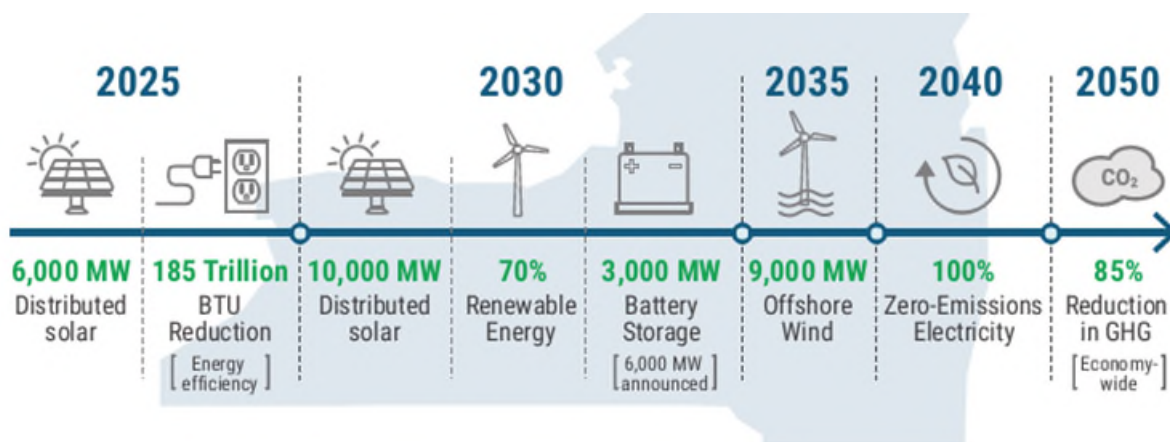 2025
2030
2035
2040
2050
+ -
CO₂
6,000 MW
Distributed
solar
185 Trillion
BTU
Reduction
[ Energy
efficiency ]
10,000 MW
Distributed
solar
70%
Renewable
Energy
3,000 MW
Battery
Storage
[ 6,000 MW
announced ]
9,000 MW
Offshore
Wind
100%
Zero-Emissions
Electricity
85%
Reduction
in GHG
[ Economy-
wide ]